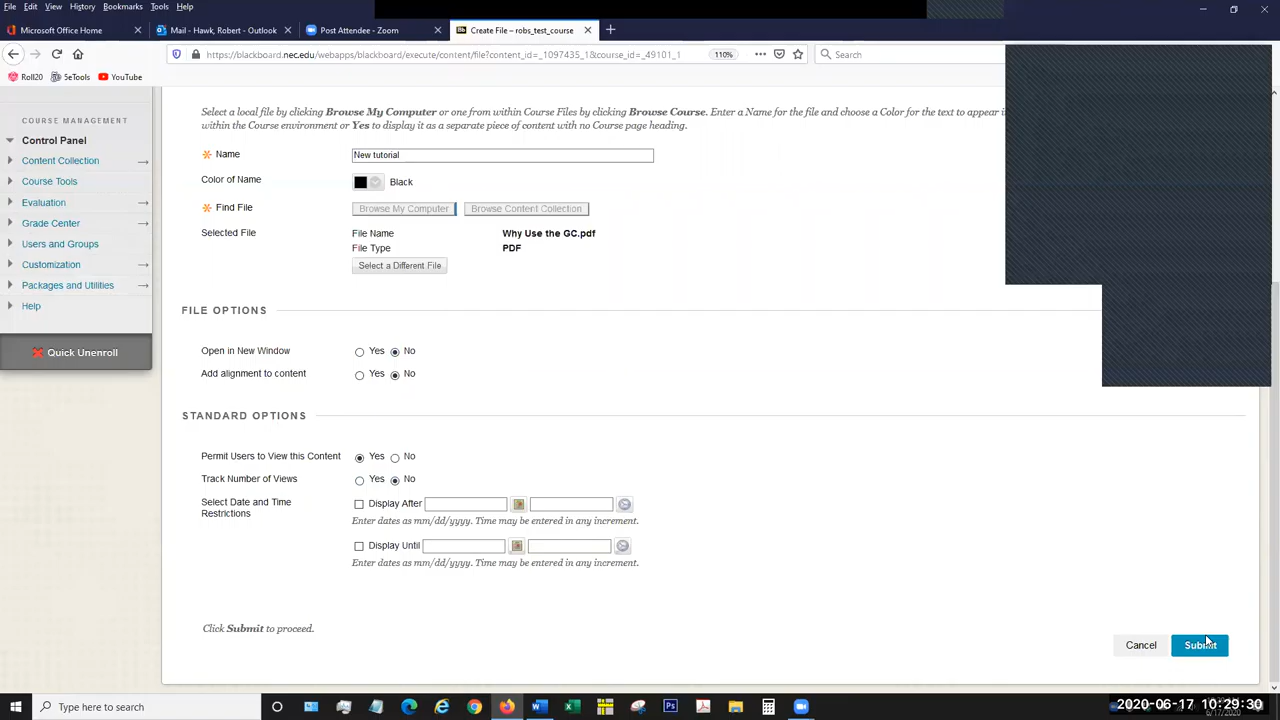 File Edit View History Bookmarks Tools Help
Microsoft Office Home
Mail - Hawk, Robert - Outlook
Post Attendee - Zoom
Create File – robs_test_course
https://blackboard.nec.edu/webapps/blackboard/execute/content/file?content_id=_1097435_1&course_id=_49101_1
110%
Search
Roll20 5eTools YouTube
COURSE MANAGEMENT
Control Panel
Content Collection
Course Tools
Evaluation
Grade Center
Users and Groups
Customization
Packages and Utilities
Help
Quick Unenroll
Select a local file by clicking Browse My Computer or one from within Course Files by clicking Browse Course. Enter a Name for the file and choose a Color for the text to appear i
within the Course environment or Yes to display it as a separate piece of content with no Course page heading.
Name New tutorial
Color of Name Black
Find File Browse My Computer Browse Content Collection
Selected File File Name Why Use the GC.pdf
File Type PDF
Select a Different File
FILE OPTIONS
Open in New Window Yes No
Add alignment to content Yes No
STANDARD OPTIONS
Permit Users to View this Content Yes No
Track Number of Views Yes No
Select Date and Time
Restrictions
Display After
Enter dates as mm/dd/yyyy. Time may be entered in any increment.
Display Until
Enter dates as mm/dd/yyyy. Time may be entered in any increment.
Click Submit to proceed.
Cancel Submit
Type here to search
2020-06-17 10:29:30
6/17/2020